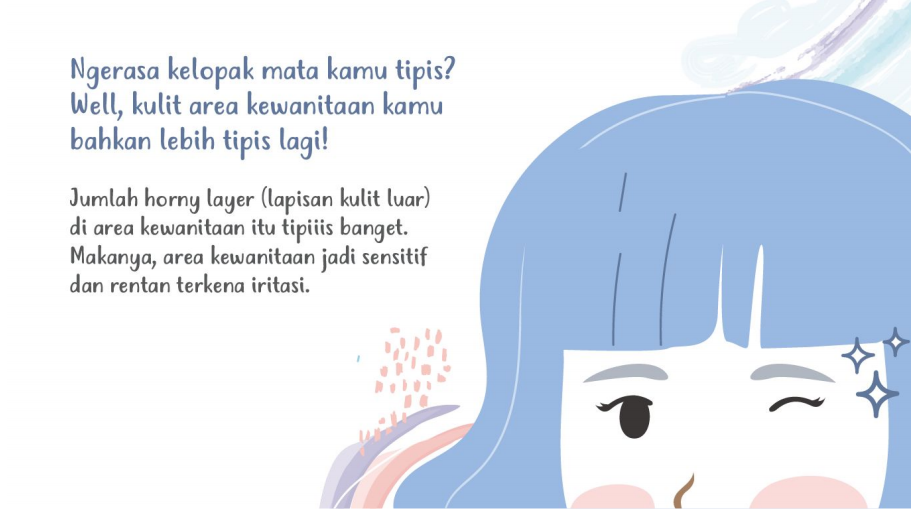 Ngerasa kelopak mata kamu tipis?
Well, kulit area kewanitaan kamu
bahkan lebih tipis lagi!
Jumlah horny layer (lapisan kulit luar)
di area kewanitaan itu tipiiis banget.
Makanya, area kewanitaan jadi sensitif
dan rentan terkena iritasi.